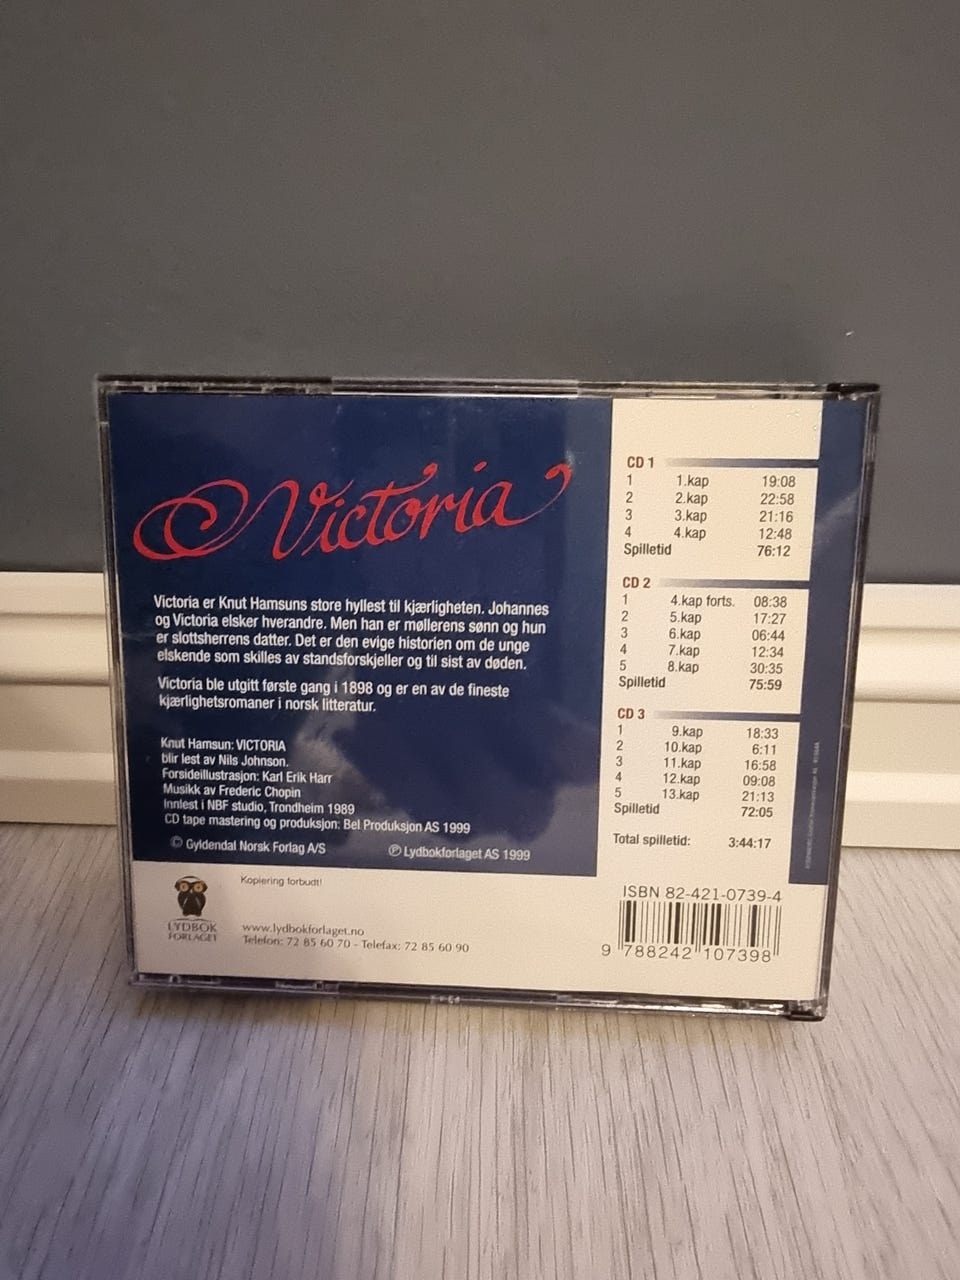 Victoria
Victoria er Knut Hamsuns store hyllest til kjærligheten. Johannes
og Victoria elsker hverandre. Men han er møllerens sønn og hun
er slottsherrens datter. Det er den evige historien om de unge
elskende som skilles av standsforskjeller og til sist av døden.
Victoria ble utgitt første gang i 1898 og er en av de fineste
kjærlighetsromaner i norsk litteratur.
Knut Hamsun: VICTORIA
blir lest av Nils Johnson.
Forsideillustrasjon: Karl Erik Harr
Musikk av Frederic Chopin
Innlest i NBF studio, Trondheim 1989
CD tape mastering og produksjon: Bel Produksjon AS 1999
© Gyldendal Norsk Forlag A/S ℗ Lydbokforlaget AS 1999
Kopiering forbudt!
LYDBOK
FORLAGET
www.lydbokforlaget.no
Telefon: 72 85 60 70 - Telefax: 72 85 60 90
CD 1
1 1.kap 19:08
2 2.kap 22:58
3 3.kap 21:16
4 4.kap 12:48
Spilletid 76:12
CD 2
1 4.kap forts. 08:38
2 5.kap 17:27
3 6.kap 06:44
4 7.kap 12:34
5 8.kap 30:35
Spilletid 75:59
CD 3
1 9.kap 18:33
2 10.kap 6:11
3 11.kap 16:58
4 12.kap 09:08
5 13.kap 21:13
Spilletid 72:05
Total spilletid: 3:44:17
ISBN 82-421-0739-4
9 788242 107398